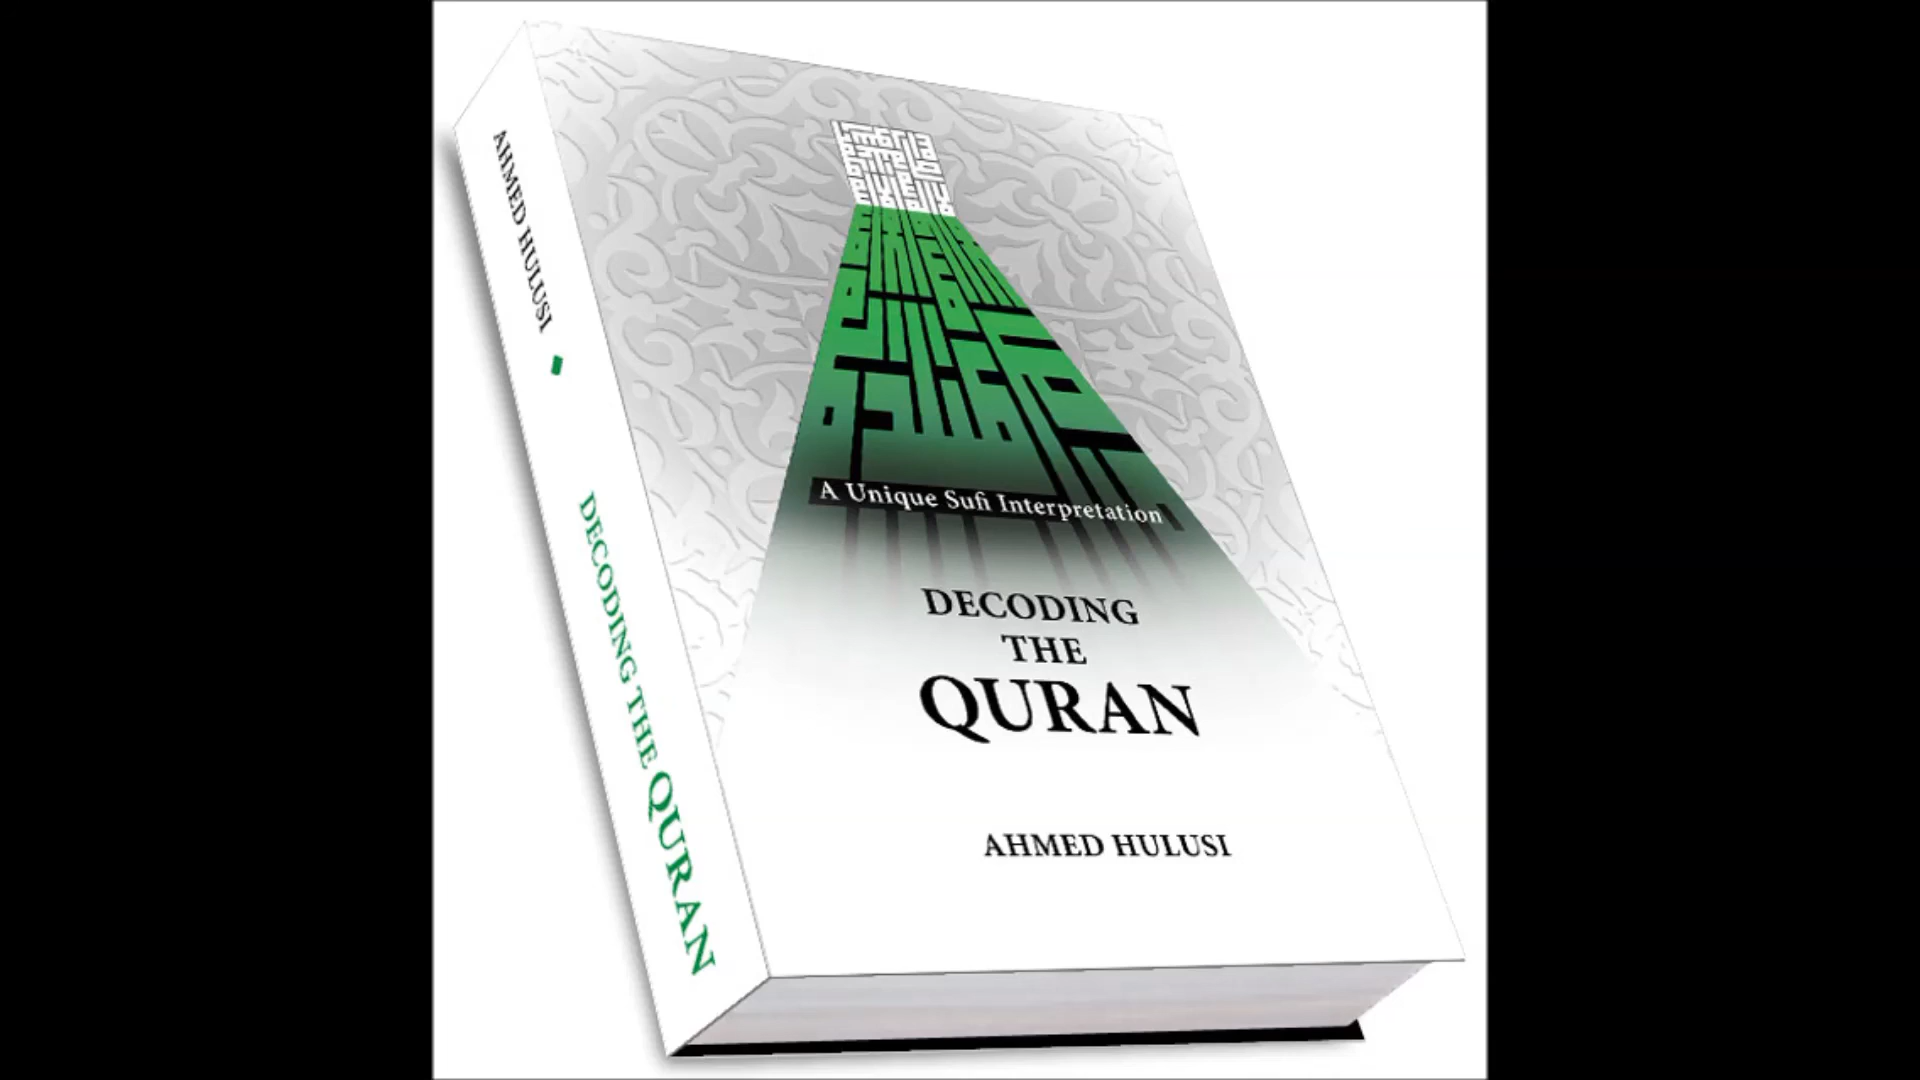 AHMED HULUSI
DECODING THE QURAN
A Unique Sufi Interpretation
DECODING
THE
QURAN
AHMED HULUSI